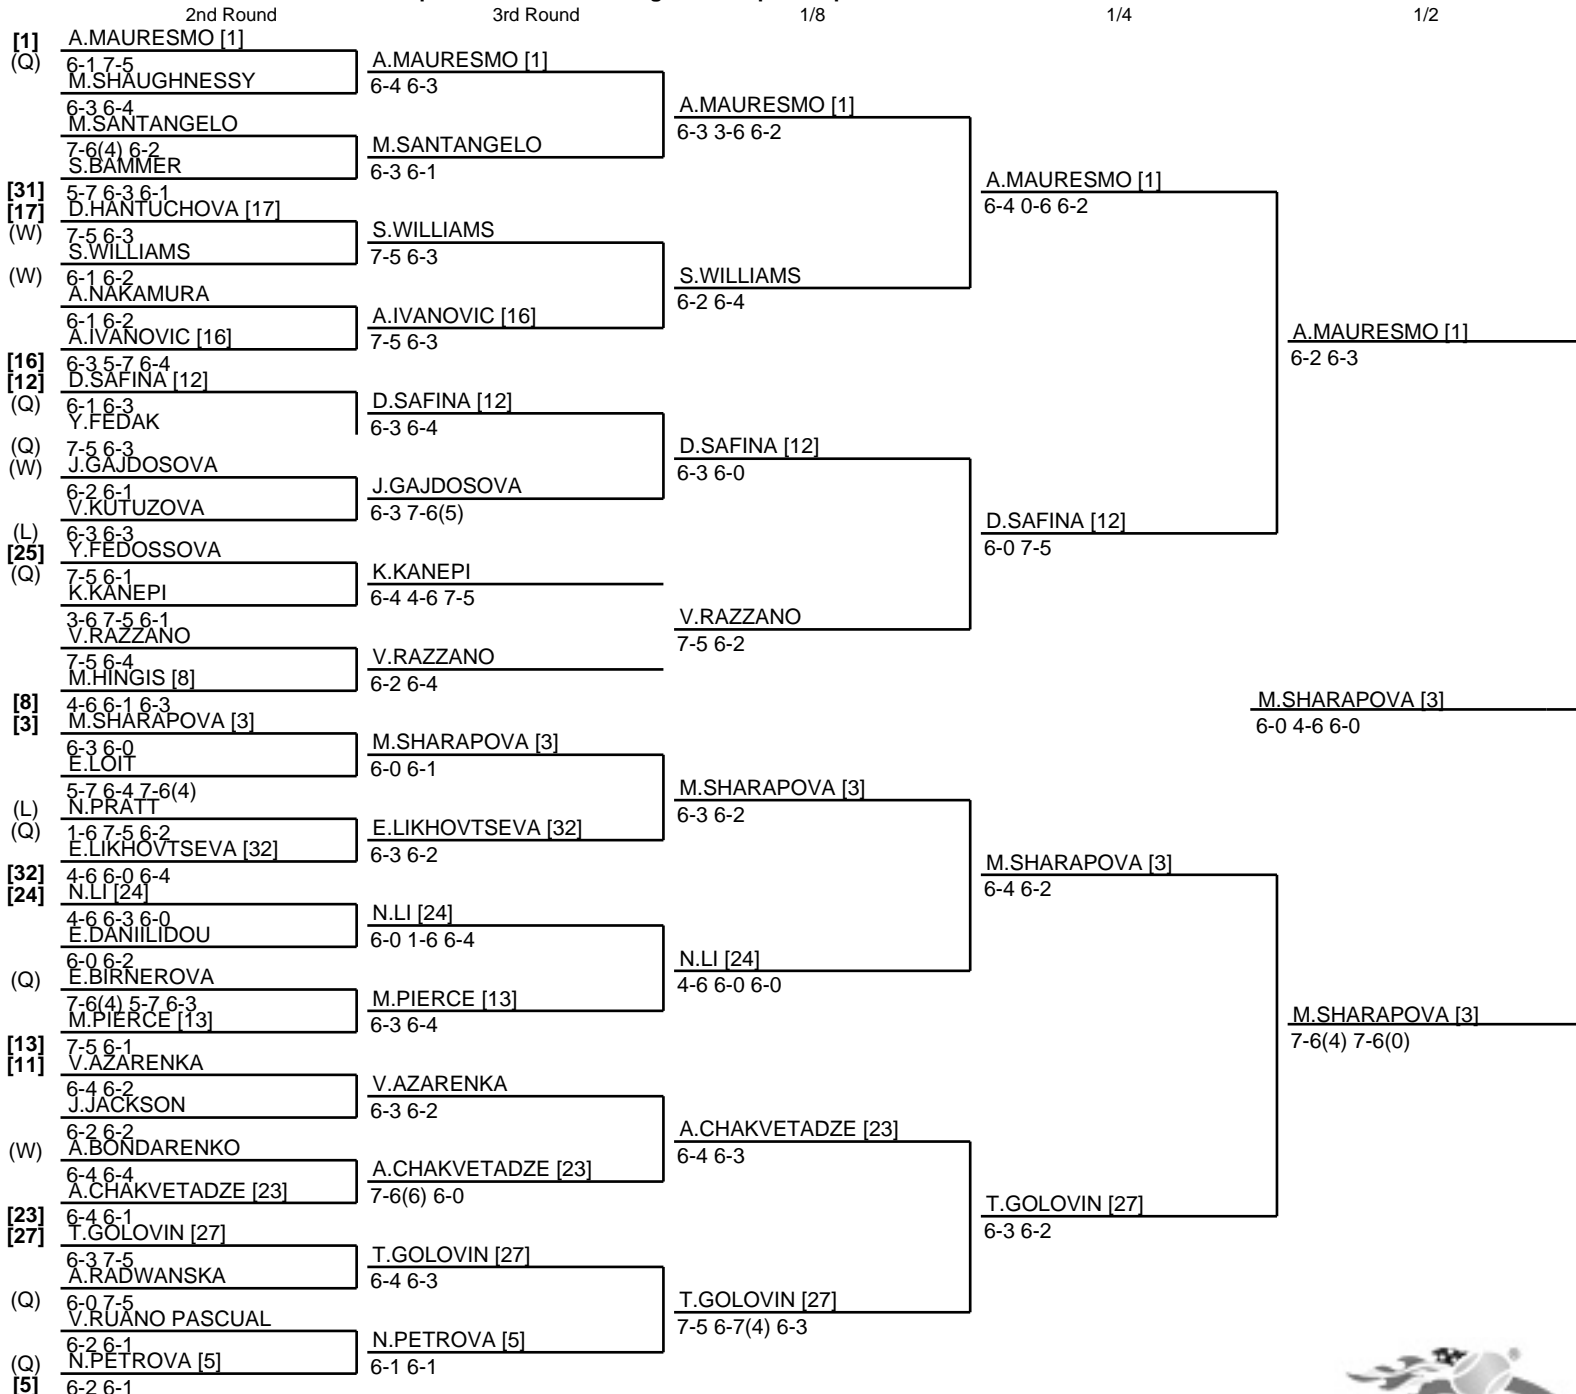 2nd Round 3rd Round 1/8 1/4 1/2
[1] A.MAURESMO [1]
(Q) 6-1 7-5
M.SHAUGHNESSY
6-3 6-4
M.SANTANGELO
7-6(4) 6-2
S.BAMMER
[31] 5-7 6-3 6-1
[17] D.HANTUCHOVA [17]
(W) 7-5 6-3
S.WILLIAMS
(W) 6-1 6-2
A.NAKAMURA
6-1 6-2
A.IVANOVIC [16]
[16] 6-3 5-7 6-4
[12] D.SAFINA [12]
(Q) 6-1 6-3
Y.FEDAK
(Q) 7-5 6-3
(W) J.GAJDOSOVA
6-2 6-1
V.KUTUZOVA
(L) 6-3 6-3
[25] Y.FEDOSSOVA
(Q) 7-5 6-1
K.KANEPI
3-6 7-5 6-1
V.RAZZANO
7-5 6-4
M.HINGIS [8]
[8] 4-6 6-1 6-3
[3] M.SHARAPOVA [3]
6-3 6-0
E.LOIT
5-7 6-4 7-6(4)
(L) N.PRATT
(Q) 1-6 7-5 6-2
E.LIKHOVTSEVA [32]
[32] 4-6 6-0 6-4
[24] N.LI [24]
4-6 6-3 6-0
E.DANIILIDOU
6-0 6-2
(Q) E.BIRNEROVA
7-6(4) 5-7 6-3
M.PIERCE [13]
[13] 7-5 6-1
[11] V.AZARENKA
6-4 6-2
J.JACKSON
6-2 6-2
(W) A.BONDARENKO
6-4 6-4
A.CHAKVETADZE [23]
[23] 6-4 6-1
[27] T.GOLOVIN [27]
6-3 7-5
A.RADWANSKA
(Q) 6-0 7-5
V.RUANO PASCUAL
6-2 6-1
(Q) N.PETROVA [5]
[5] 6-2 6-1
A.MAURESMO [1]
6-4 6-3
M.SANTANGELO
6-3 6-1
S.WILLIAMS
7-5 6-3
A.IVANOVIC [16]
7-5 6-3
D.SAFINA [12]
6-3 6-4
J.GAJDOSOVA
6-3 7-6(5)
K.KANEPI
6-4 4-6 7-5
V.RAZZANO
6-2 6-4
M.SHARAPOVA [3]
6-0 6-1
E.LIKHOVTSEVA [32]
6-3 6-2
N.LI [24]
6-0 1-6 6-4
M.PIERCE [13]
6-3 6-4
V.AZARENKA
6-3 6-2
A.CHAKVETADZE [23]
7-6(6) 6-0
T.GOLOVIN [27]
6-4 6-3
N.PETROVA [5]
6-1 6-1
A.MAURESMO [1]
6-3 3-6 6-2
S.WILLIAMS
6-2 6-4
D.SAFINA [12]
6-3 6-0
V.RAZZANO
7-5 6-2
M.SHARAPOVA [3]
6-3 6-2
N.LI [24]
4-6 6-0 6-0
A.CHAKVETADZE [23]
6-4 6-3
T.GOLOVIN [27]
7-5 6-7(4) 6-3
A.MAURESMO [1]
6-4 0-6 6-2
D.SAFINA [12]
6-0 7-5
M.SHARAPOVA [3]
6-4 6-2
T.GOLOVIN [27]
6-3 6-2
A.MAURESMO [1]
6-2 6-3
M.SHARAPOVA [3]
6-0 4-6 6-0
M.SHARAPOVA [3]
7-6(4) 7-6(0)